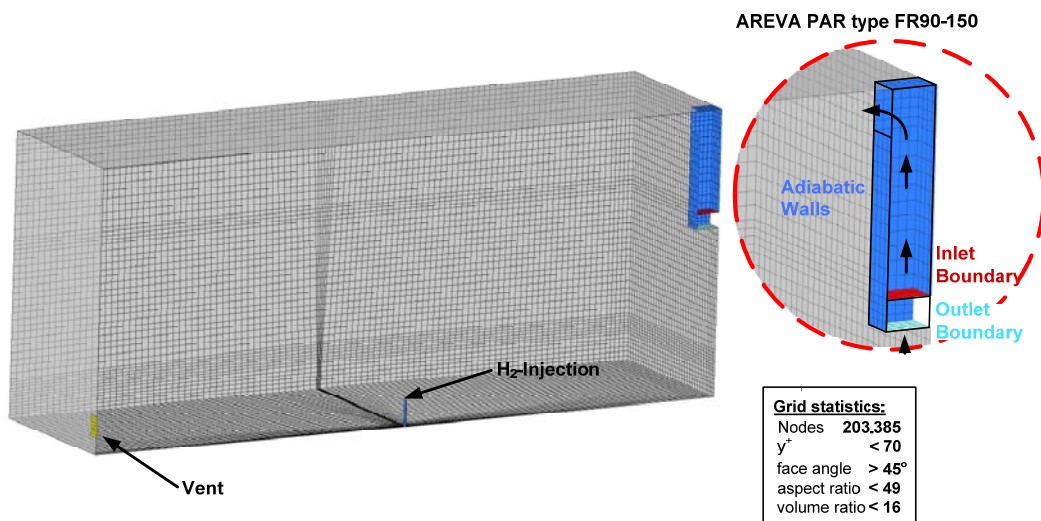 AREVA PAR type FR90-150
Adiabatic
Walls
Inlet
Boundary
Outlet
Boundary
H2-Injection
Vent
Grid statistics:
Nodes 203.385
y+ < 70
face angle > 45°
aspect ratio < 49
volume ratio < 16